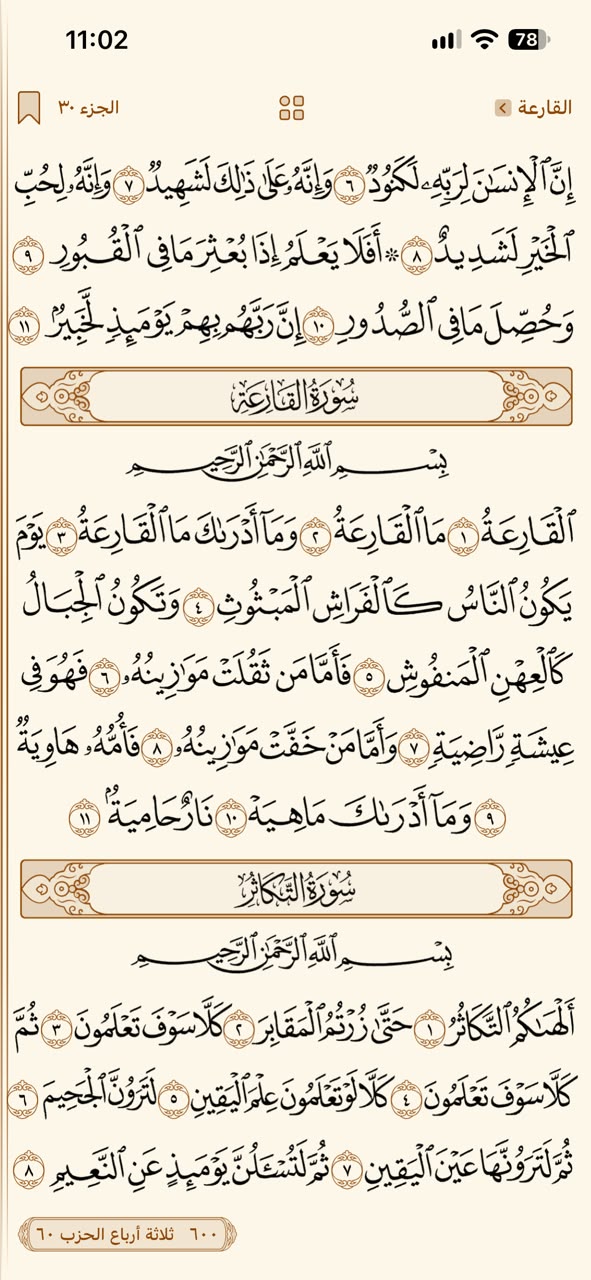 11:02
78
القارعة
الجزء ٣٠
إِنَّ ٱلْإِنسَٰنَ لِرَبِّهِۦ لَكَنُودٌ ٦ وَإِنَّهُۥ عَلَىٰ ذَٰلِكَ لَشَهِيدٌ ٧ وَإِنَّهُۥ لِحُبِّ
ٱلْخَيْرِ لَشَدِيدٌ ٨ ۞ أَفَلَا يَعْلَمُ إِذَا بُعْثِرَ مَا فِى ٱلْقُبُورِ ٩
وَحُصِّلَ مَا فِى ٱلصُّدُورِ ١٠ إِنَّ رَبَّهُم بِهِمْ يَوْمَئِذٍ لَّخَبِيرٌۢ ١١
سُورَةُ القَارِعَةِ
بِسْمِ ٱللَّهِ ٱلرَّحْمَٰنِ ٱلرَّحِيمِ
ٱلْقَارِعَةُ ١ مَا ٱلْقَارِعَةُ ٢ وَمَآ أَدْرَىٰكَ مَا ٱلْقَارِعَةُ ٣ يَوْمَ
يَكُونُ ٱلنَّاسُ كَٱلْفَرَاشِ ٱلْمَبْثُوثِ ٤ وَتَكُونُ ٱلْجِبَالُ
كَٱلْعِهْنِ ٱلْمَنفُوشِ ٥ فَأَمَّا مَن ثَقُلَتْ مَوَٰزِينُهُۥ ٦ فَهُوَ فِى
عِيشَةٍ رَّاضِيَةٍ ٧ وَأَمَّا مَنْ خَفَّتْ مَوَٰزِينُهُۥ ٨ فَأُمُّهُۥ هَاوِيَةٌ
٩ وَمَآ أَدْرَىٰكَ مَا هِيَهْ ١٠ نَارٌ حَامِيَةٌۢ ١١
سُورَةُ التَّكَاثُرِ
بِسْمِ ٱللَّهِ ٱلرَّحْمَٰنِ ٱلرَّحِيمِ
أَلْهَىٰكُمُ ٱلتَّكَاثُرُ ١ حَتَّىٰ زُرْتُمُ ٱلْمَقَابِرَ ٢ كَلَّا سَوْفَ تَعْلَمُونَ ٣ ثُمَّ
كَلَّا سَوْفَ تَعْلَمُونَ ٤ كَلَّا لَوْ تَعْلَمُونَ عِلْمَ ٱلْيَقِينِ ٥ لَتَرَوُنَّ ٱلْجَحِيمَ ٦
ثُمَّ لَتَرَوُنَّهَا عَيْنَ ٱلْيَقِينِ ٧ ثُمَّ لَتُسْـَٔلُنَّ يَوْمَئِذٍ عَنِ ٱلنَّعِيمِ ٨
٦٠٠ ثلاثة أرباع الحزب ٦٠